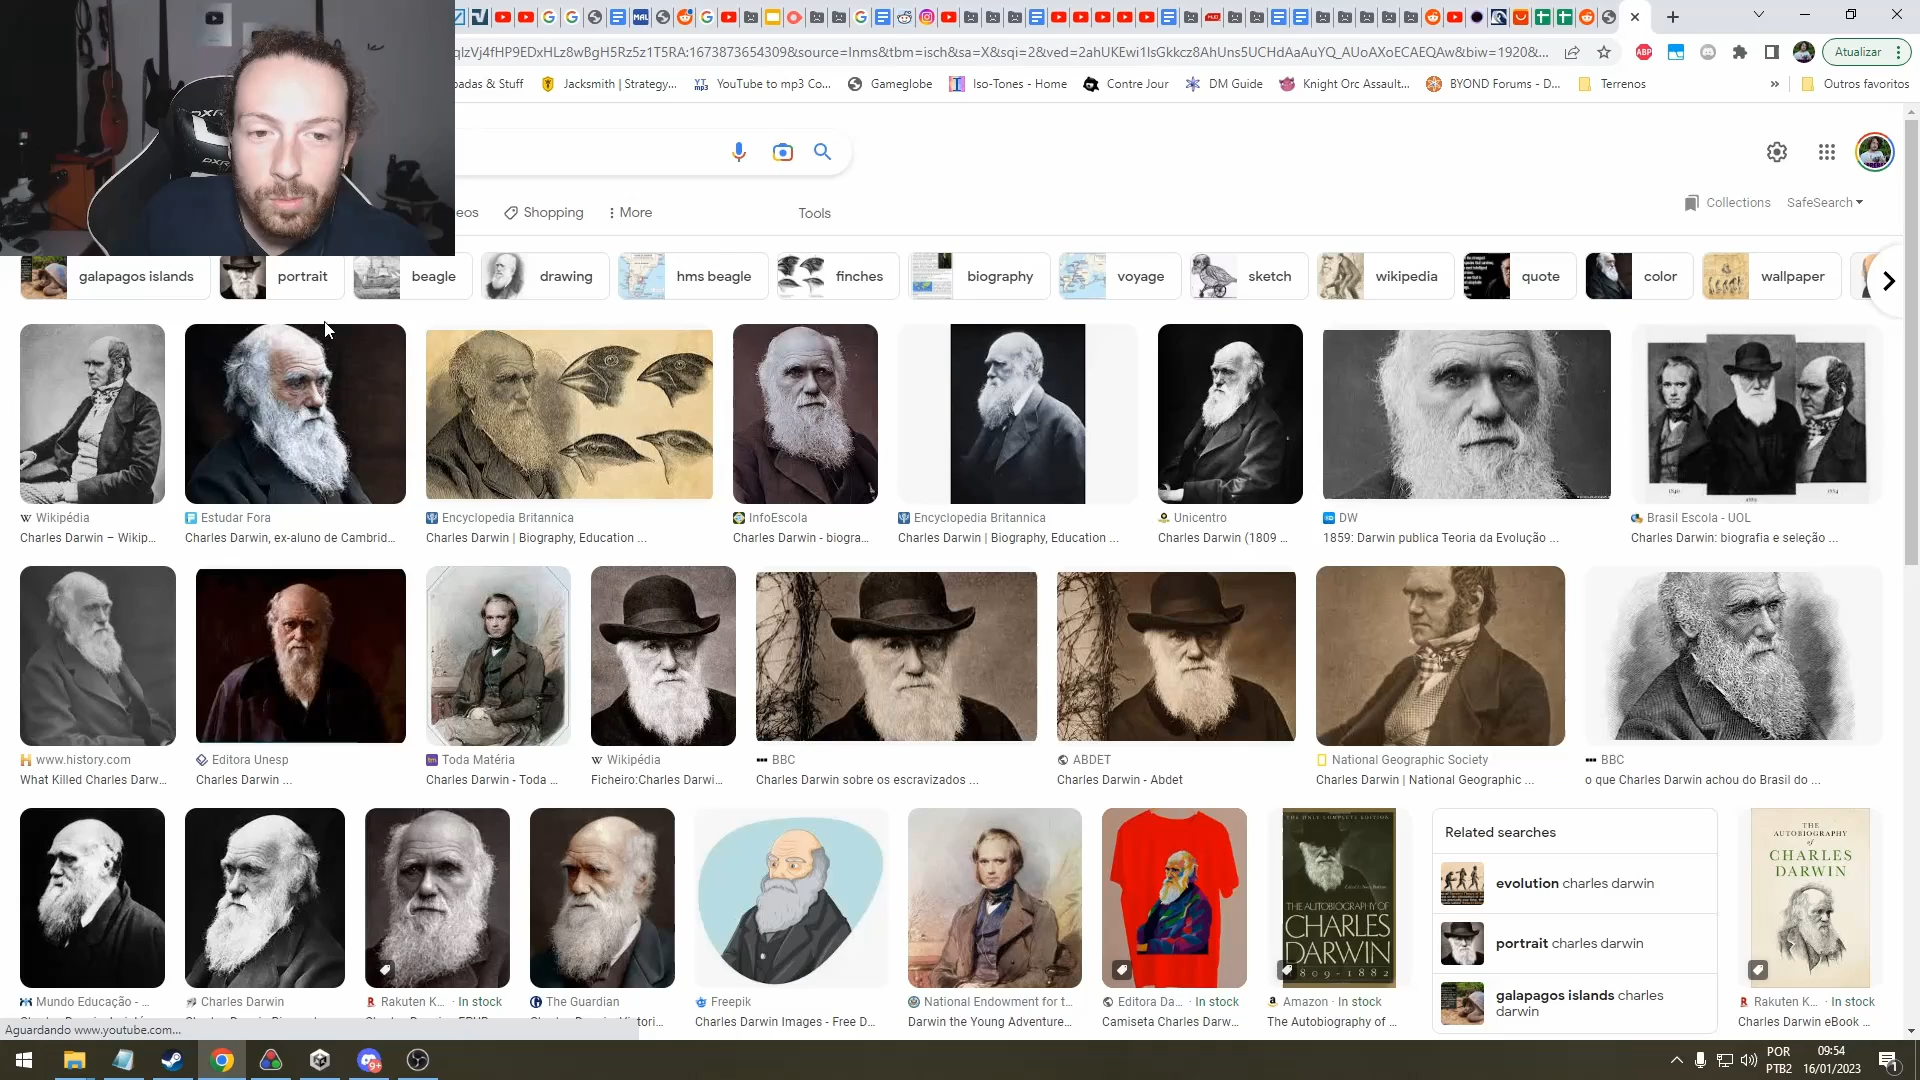 qlzVj4fHP9EDxHLz8wBgH5Rz5z1T5RA:1673873654309&source=lnms&tbm=isch&sa=X&sqi=2&ved=2ahUKEwi1lsGkkcz8AhUns5UCHdAaAuYQ_AUoAXoECAEQAw&biw=1920&...
Atualizar
padas & Stuff
Jacksmith | Strategy...
YouTube to mp3 Co...
Gameglobe
Iso-Tones - Home
Contre Jour
DM Guide
Knight Orc Assault...
BYOND Forums - D...
Terrenos
»
Outros favoritos
eos
Shopping
More
Tools
Collections
SafeSearch
galapagos islands
portrait
beagle
drawing
hms beagle
finches
biography
voyage
sketch
wikipedia
quote
color
wallpaper
Wikipédia
Charles Darwin – Wikip...
Estudar Fora
Charles Darwin, ex-aluno de Cambrid...
Encyclopedia Britannica
Charles Darwin | Biography, Education ...
InfoEscola
Charles Darwin - biogra...
Encyclopedia Britannica
Charles Darwin | Biography, Education ...
Unicentro
Charles Darwin (1809 ...
DW
1859: Darwin publica Teoria da Evolução ...
Brasil Escola - UOL
Charles Darwin: biografia e seleção ...
www.history.com
What Killed Charles Darw...
Editora Unesp
Charles Darwin ...
Toda Matéria
Charles Darwin - Toda ...
Wikipédia
Ficheiro:Charles Darwi...
BBC
Charles Darwin sobre os escravizados ...
ABDET
Charles Darwin - Abdet
National Geographic Society
Charles Darwin | National Geographic ...
BBC
o que Charles Darwin achou do Brasil do ...
THE ONLY COMPLETE EDITION
THE AUTOBIOGRAPHY OF
CHARLES
DARWIN
1809-1882
Related searches
evolution charles darwin
portrait charles darwin
galapagos islands charles
darwin
THE
AUTOBIOGRAPHY
of
CHARLES
DARWIN
Mundo Educação - ...
Charles Darwin
Rakuten K... · In stock
The Guardian
Freepik
Charles Darwin Images - Free D...
National Endowment for t...
Darwin the Young Adventure...
Editora Da... · In stock
Camiseta Charles Darw...
Amazon · In stock
The Autobiography of ...
Rakuten K... · In stock
Charles Darwin eBook ...
Aguardando www.youtube.com...
POR
PTB2
09:54
16/01/2023